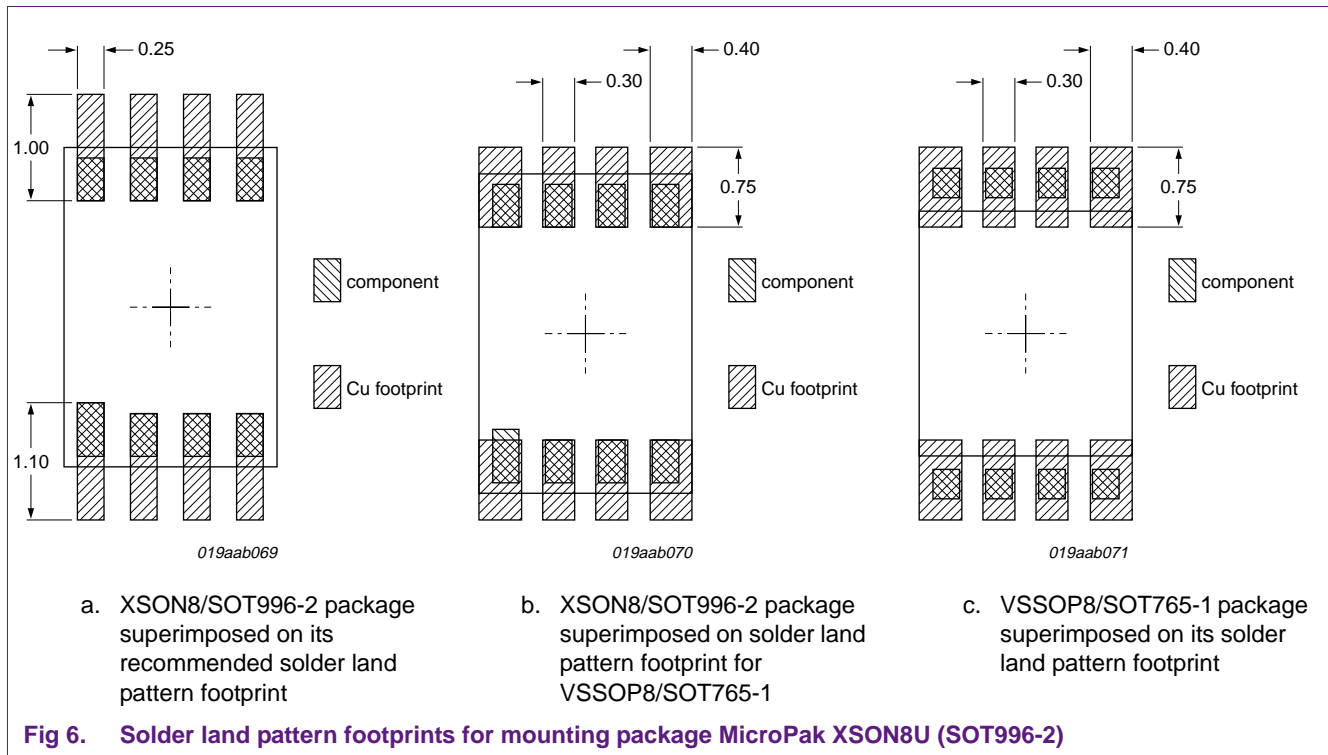 0.25
1.00
1.10
component
Cu footprint
019aab069
0.40
0.30
0.75
component
Cu footprint
019aab070
0.40
0.30
0.75
component
Cu footprint
019aab071
a. XSON8/SOT996-2 package
superimposed on its
recommended solder land
pattern footprint
b. XSON8/SOT996-2 package
superimposed on solder land
pattern footprint for
VSSOP8/SOT765-1
c. VSSOP8/SOT765-1 package
superimposed on its solder
land pattern footprint
Fig 6. Solder land pattern footprints for mounting package MicroPak XSON8U (SOT996-2)